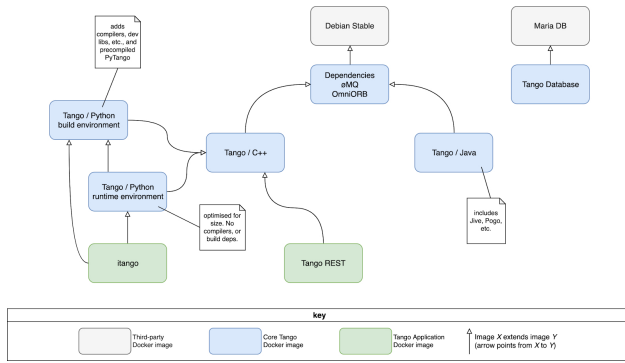 adds
compilers, dev
libs, etc., and
precompiled
PyTango
Debian Stable
Maria DB
Dependencies
øMQ
OmniORB
Tango Database
Tango / Python
build environment
Tango / C++
Tango / Java
Tango / Python
runtime environment
optimised for
size. No
compilers, or
build deps.
includes
Jive, Pogo,
etc.
itango
Tango REST
key
Third-party
Docker image
Core Tango
Docker image
Tango Application
Docker image
Image X extends image Y
(arrow points from X to Y)